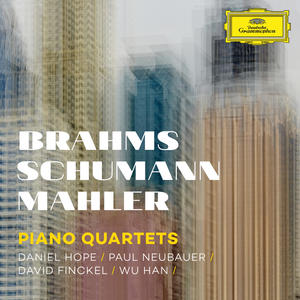 Deutsche
Grammophon
BRAHMS
SCHUMANN
MAHLER
PIANO QUARTETS
DANIEL HOPE / PAUL NEUBAUER /
DAVID FINCKEL / WU HAN /